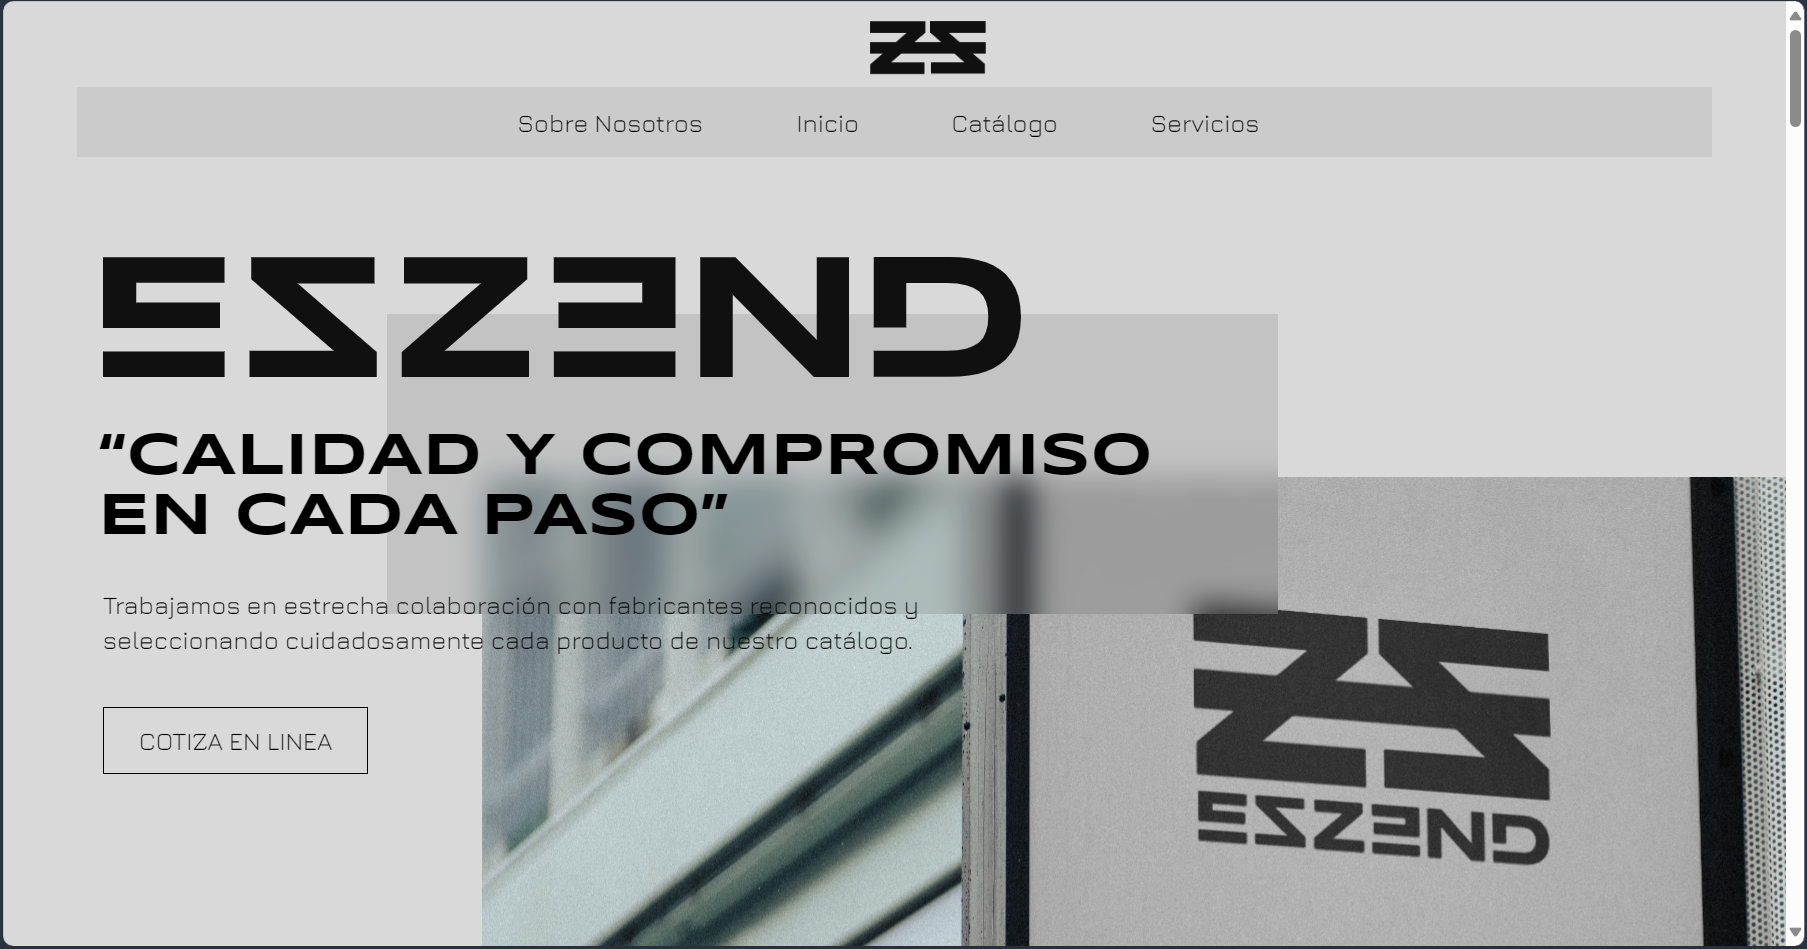 Sobre Nosotros Inicio Catálogo Servicios
ESZEND
“CALIDAD Y COMPROMISO
EN CADA PASO”
Trabajamos en estrecha colaboración con fabricantes reconocidos y
seleccionando cuidadosamente cada producto de nuestro catálogo.
COTIZA EN LINEA
ESZEND